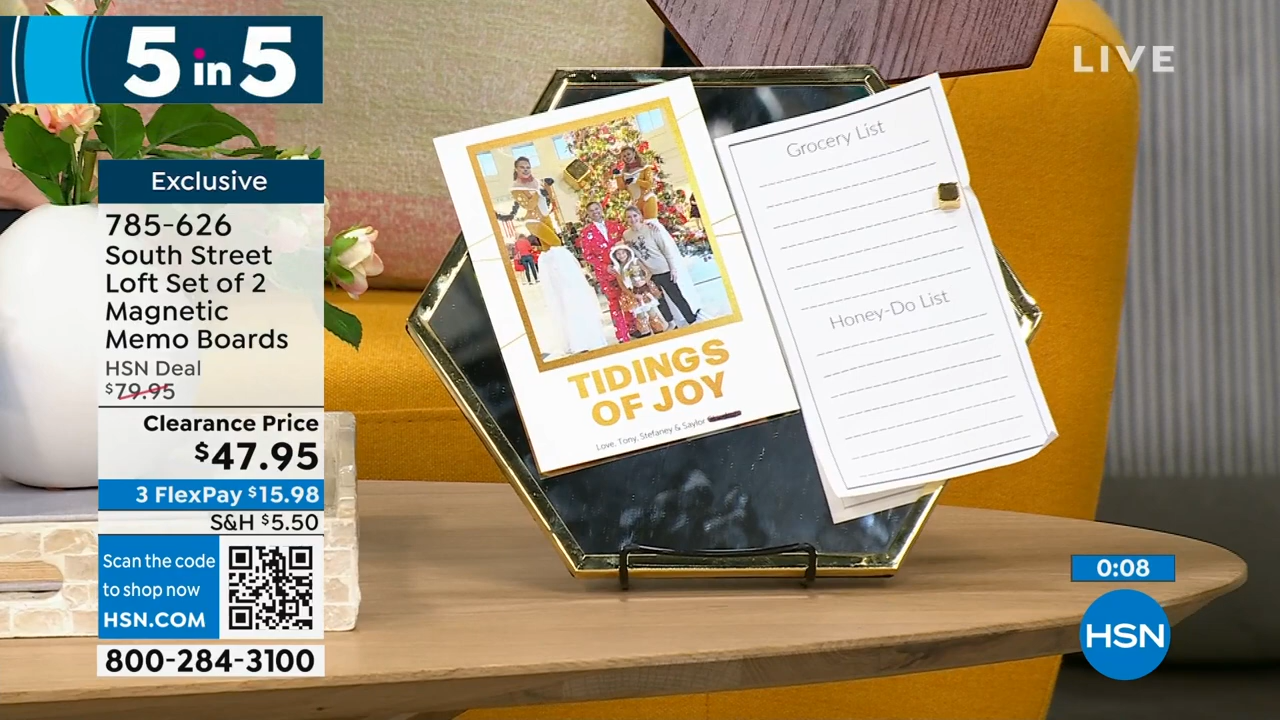 5 in 5
LIVE
Exclusive
785-626
South Street
Loft Set of 2
Magnetic
Memo Boards
HSN Deal
$79.95
Clearance Price
$47.95
3 FlexPay $15.98
S&H $5.50
Scan the code
to shop now
HSN.COM
800-284-3100
TIDINGS
OF JOY
Love, Tony, Stefaney & Saylor
Grocery List
Honey-Do List
0:08
HSN